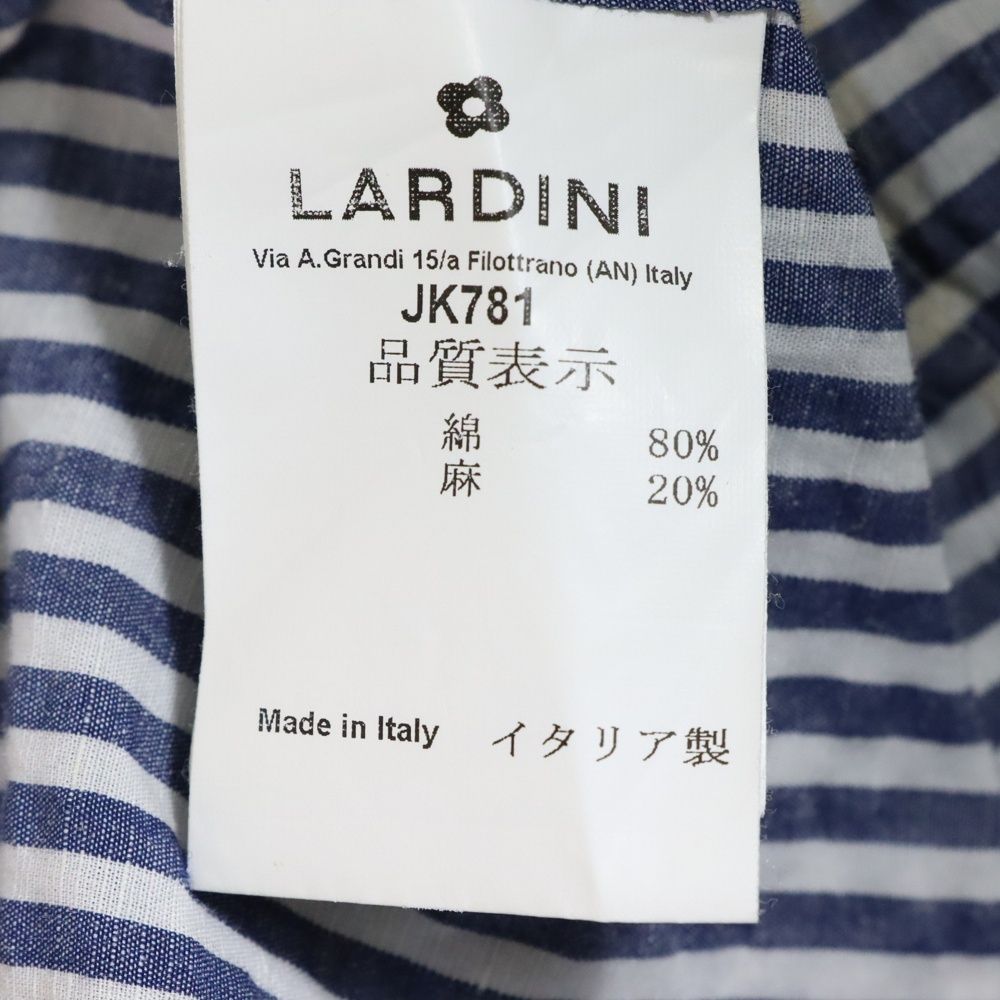 LARDINI
Via A.Grandi 15/a Filottrano (AN) Italy
JK781
品質表示
綿 80%
麻 20%
Made in Italy イタリア製